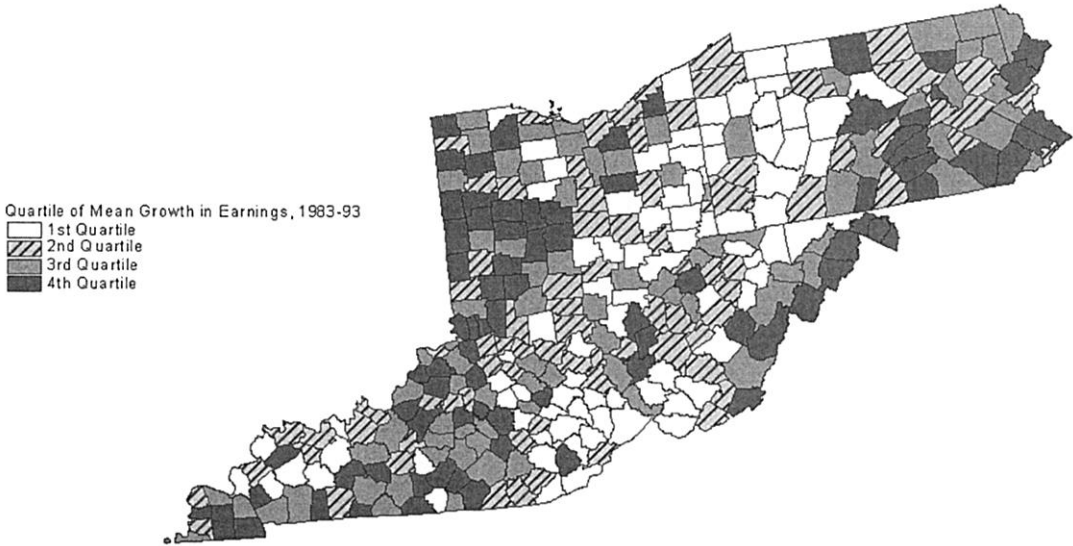 Quartile of Mean Growth in Earnings, 1983-93
1st Quartile
2nd Quartile
3rd Quartile
4th Quartile